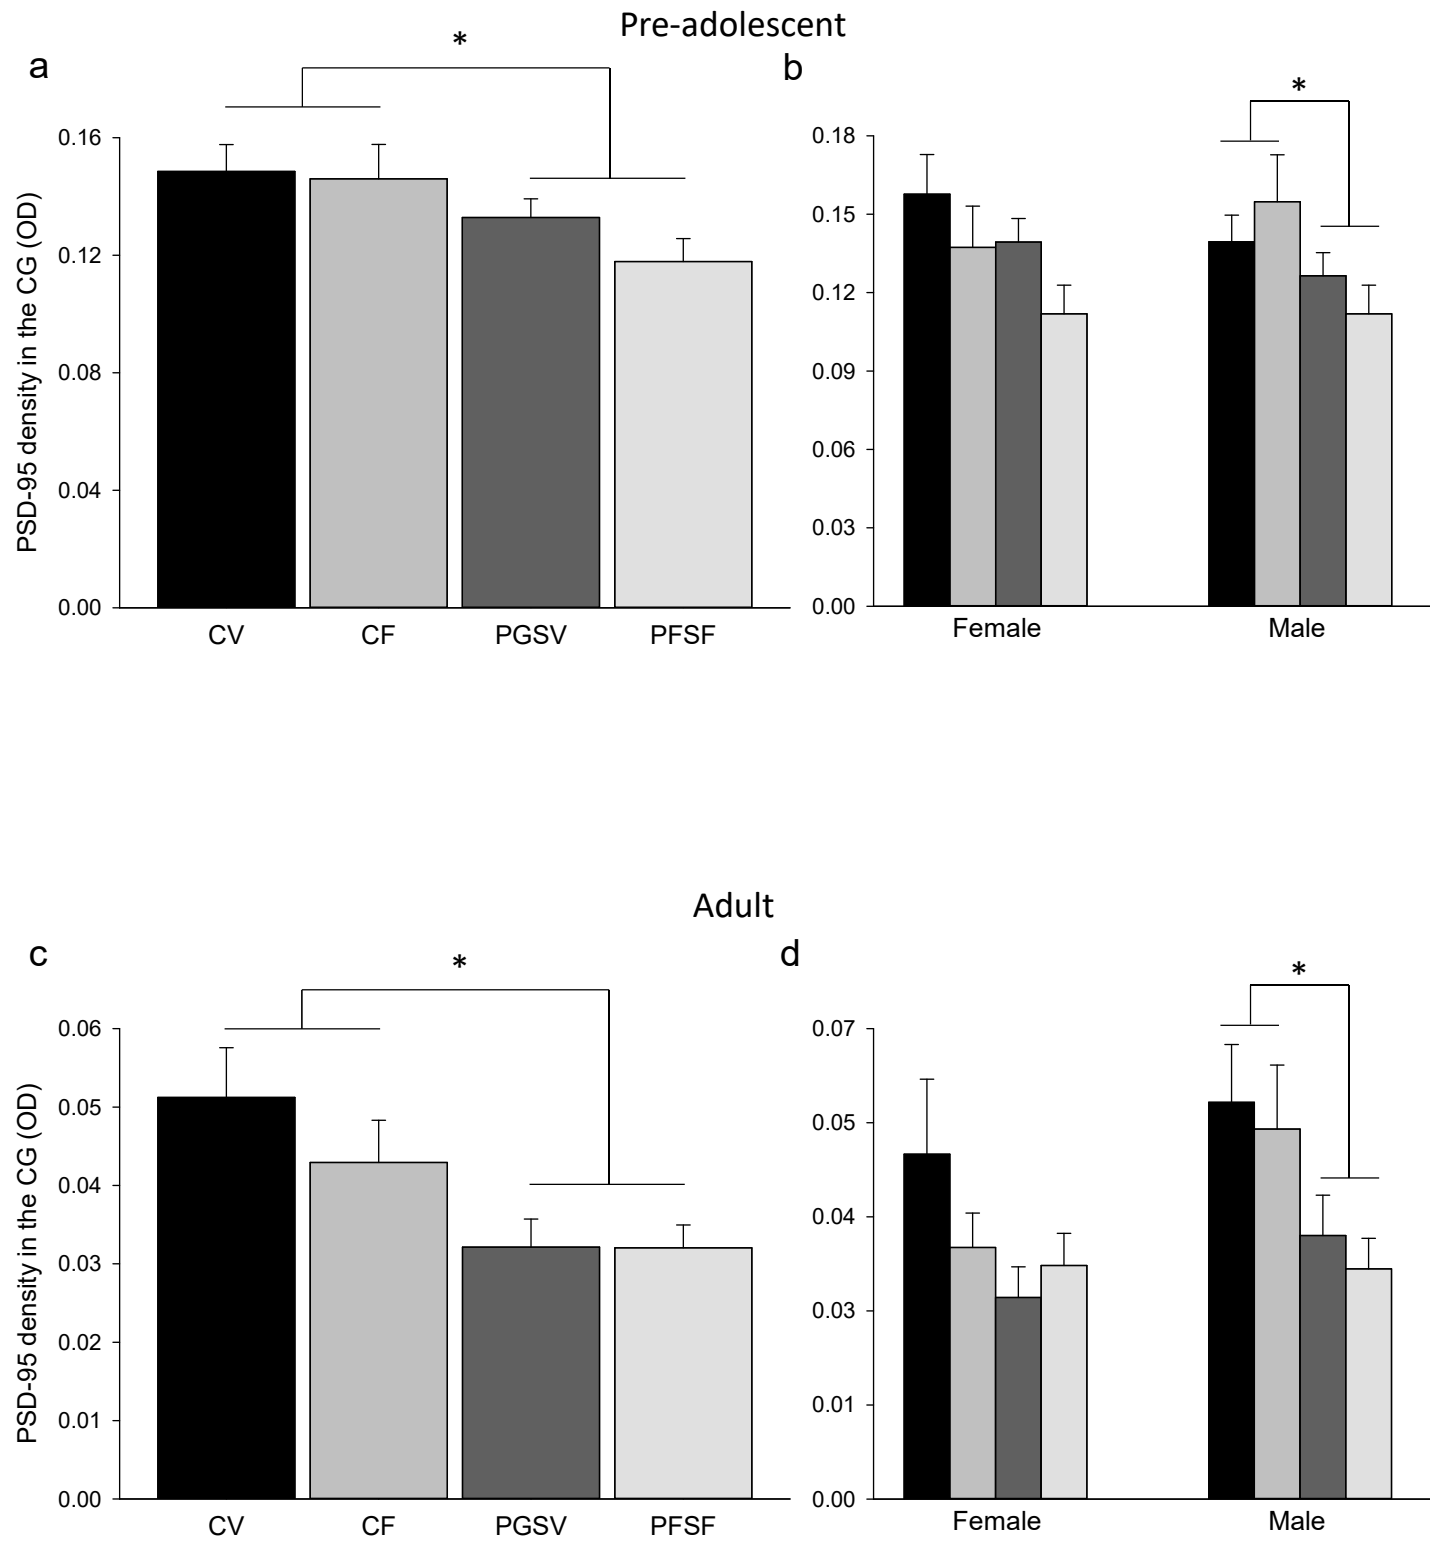 Pre-adolescent
a
*
PSD-95 density in the CG (OD)
0.16
0.12
0.08
0.04
0.00
CV CF PGSV PFSF
b
*
0.18
0.15
0.12
0.09
0.06
0.03
0.00
Female Male
Adult
c
*
PSD-95 density in the CG (OD)
0.06
0.05
0.04
0.03
0.02
0.01
0.00
CV CF PGSV PFSF
d
*
0.07
0.05
0.04
0.03
0.01
0.00
Female Male